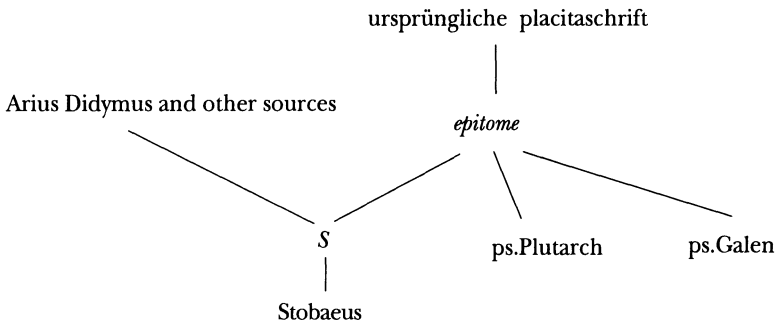 ursprüngliche placitaschrift
Arius Didymus and other sources
epitome
S
ps.Plutarch
ps.Galen
Stobaeus